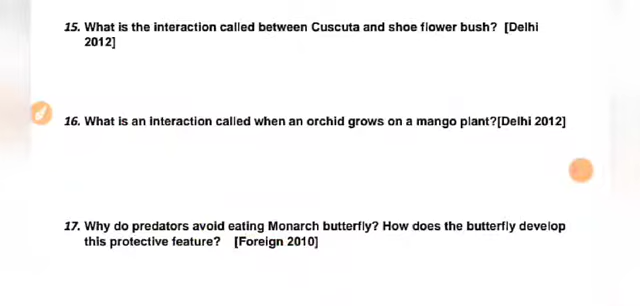 15. What is the interaction called between Cuscuta and shoe flower bush? [Delhi
2012]
16. What is an interaction called when an orchid grows on a mango plant?[Delhi 2012]
17. Why do predators avoid eating Monarch butterfly? How does the butterfly develop
this protective feature? [Foreign 2010]